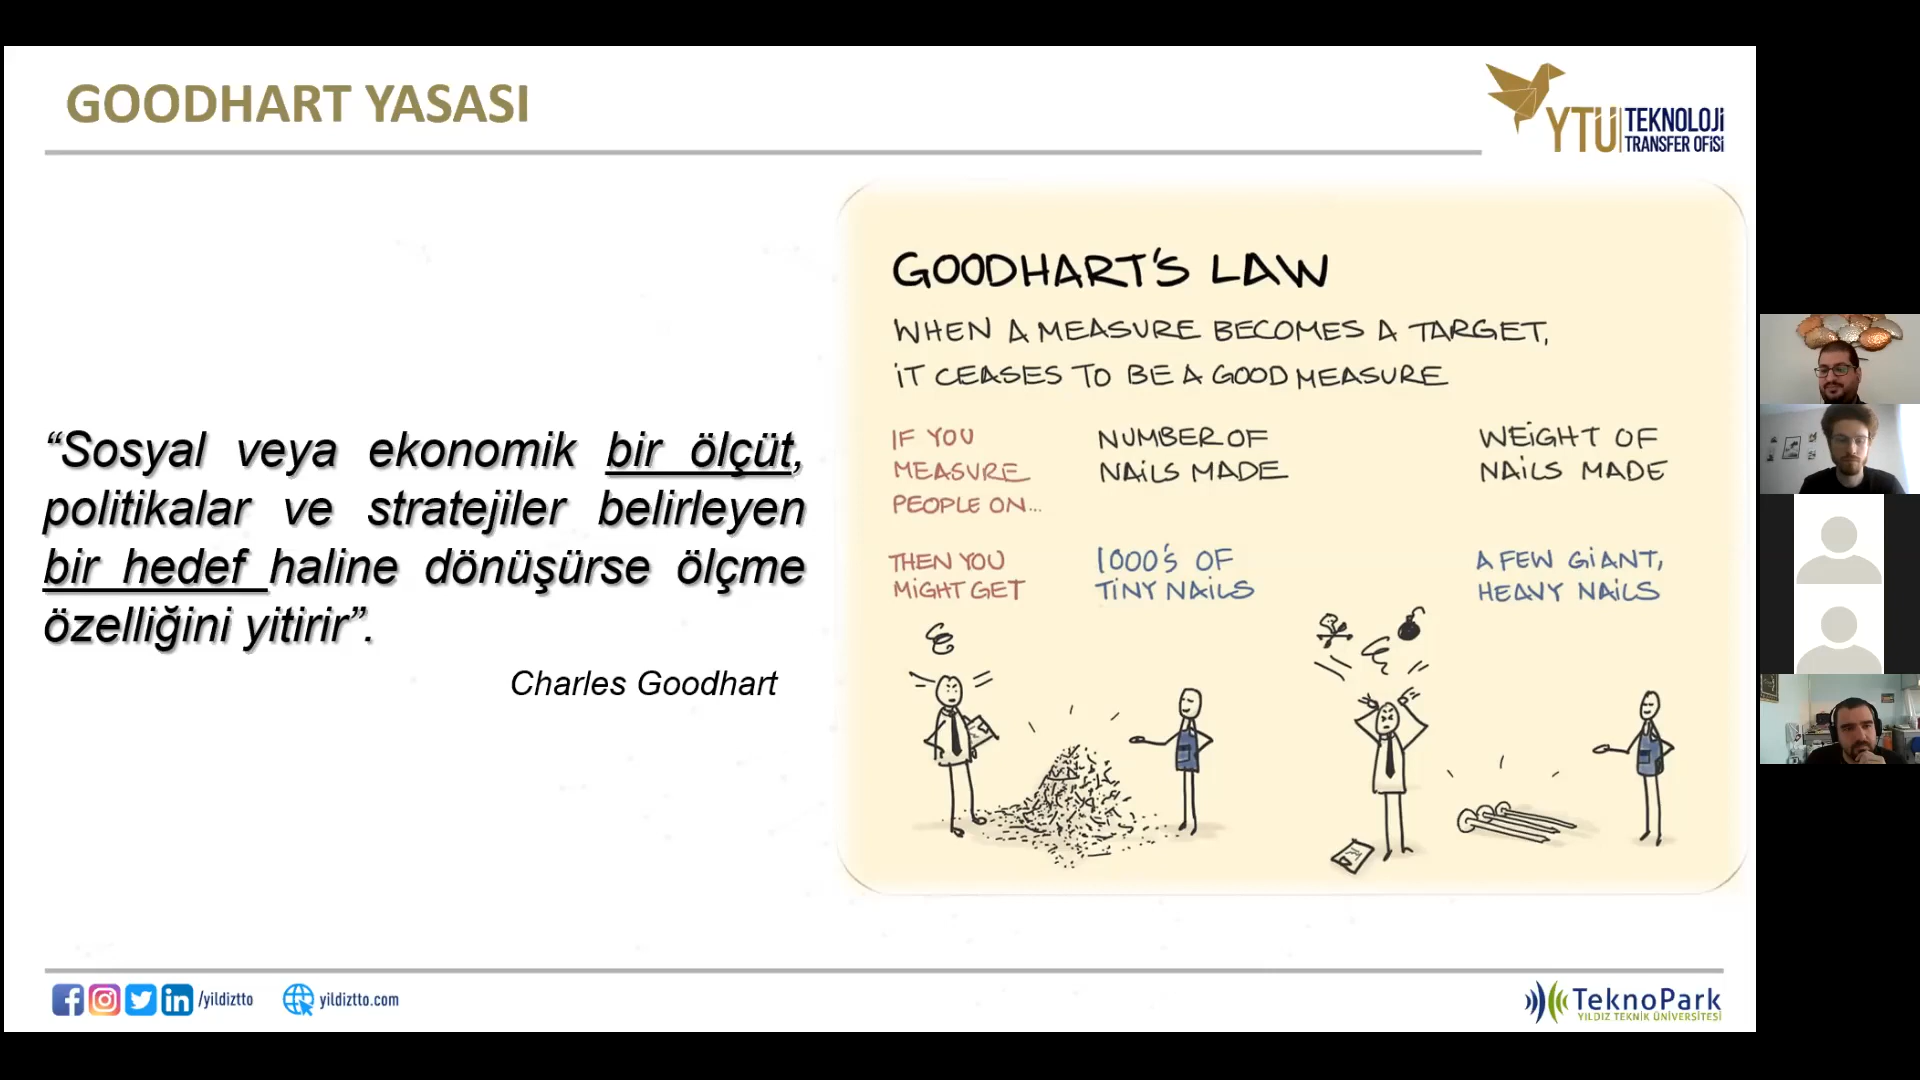 GOODHART YASASI
YTÜ TEKNOLOJİ
TRANSFER OFİSİ
“Sosyal veya ekonomik bir ölçüt,
politikalar ve stratejiler belirleyen
bir hedef haline dönüşürse ölçme
özelliğini yitirir”.
Charles Goodhart
GOODHART'S LAW
WHEN A MEASURE BECOMES A TARGET,
IT CEASES TO BE A GOOD MEASURE
IF YOU
MEASURE
PEOPLE ON...
NUMBER OF
NAILS MADE
WEIGHT OF
NAILS MADE
THEN YOU
MIGHT GET
1000'S OF
TINY NAILS
A FEW GIANT,
HEAVY NAILS
/yildiztto
yildiztto.com
TeknoPark
YILDIZ TEKNİK ÜNİVERSİTESİ